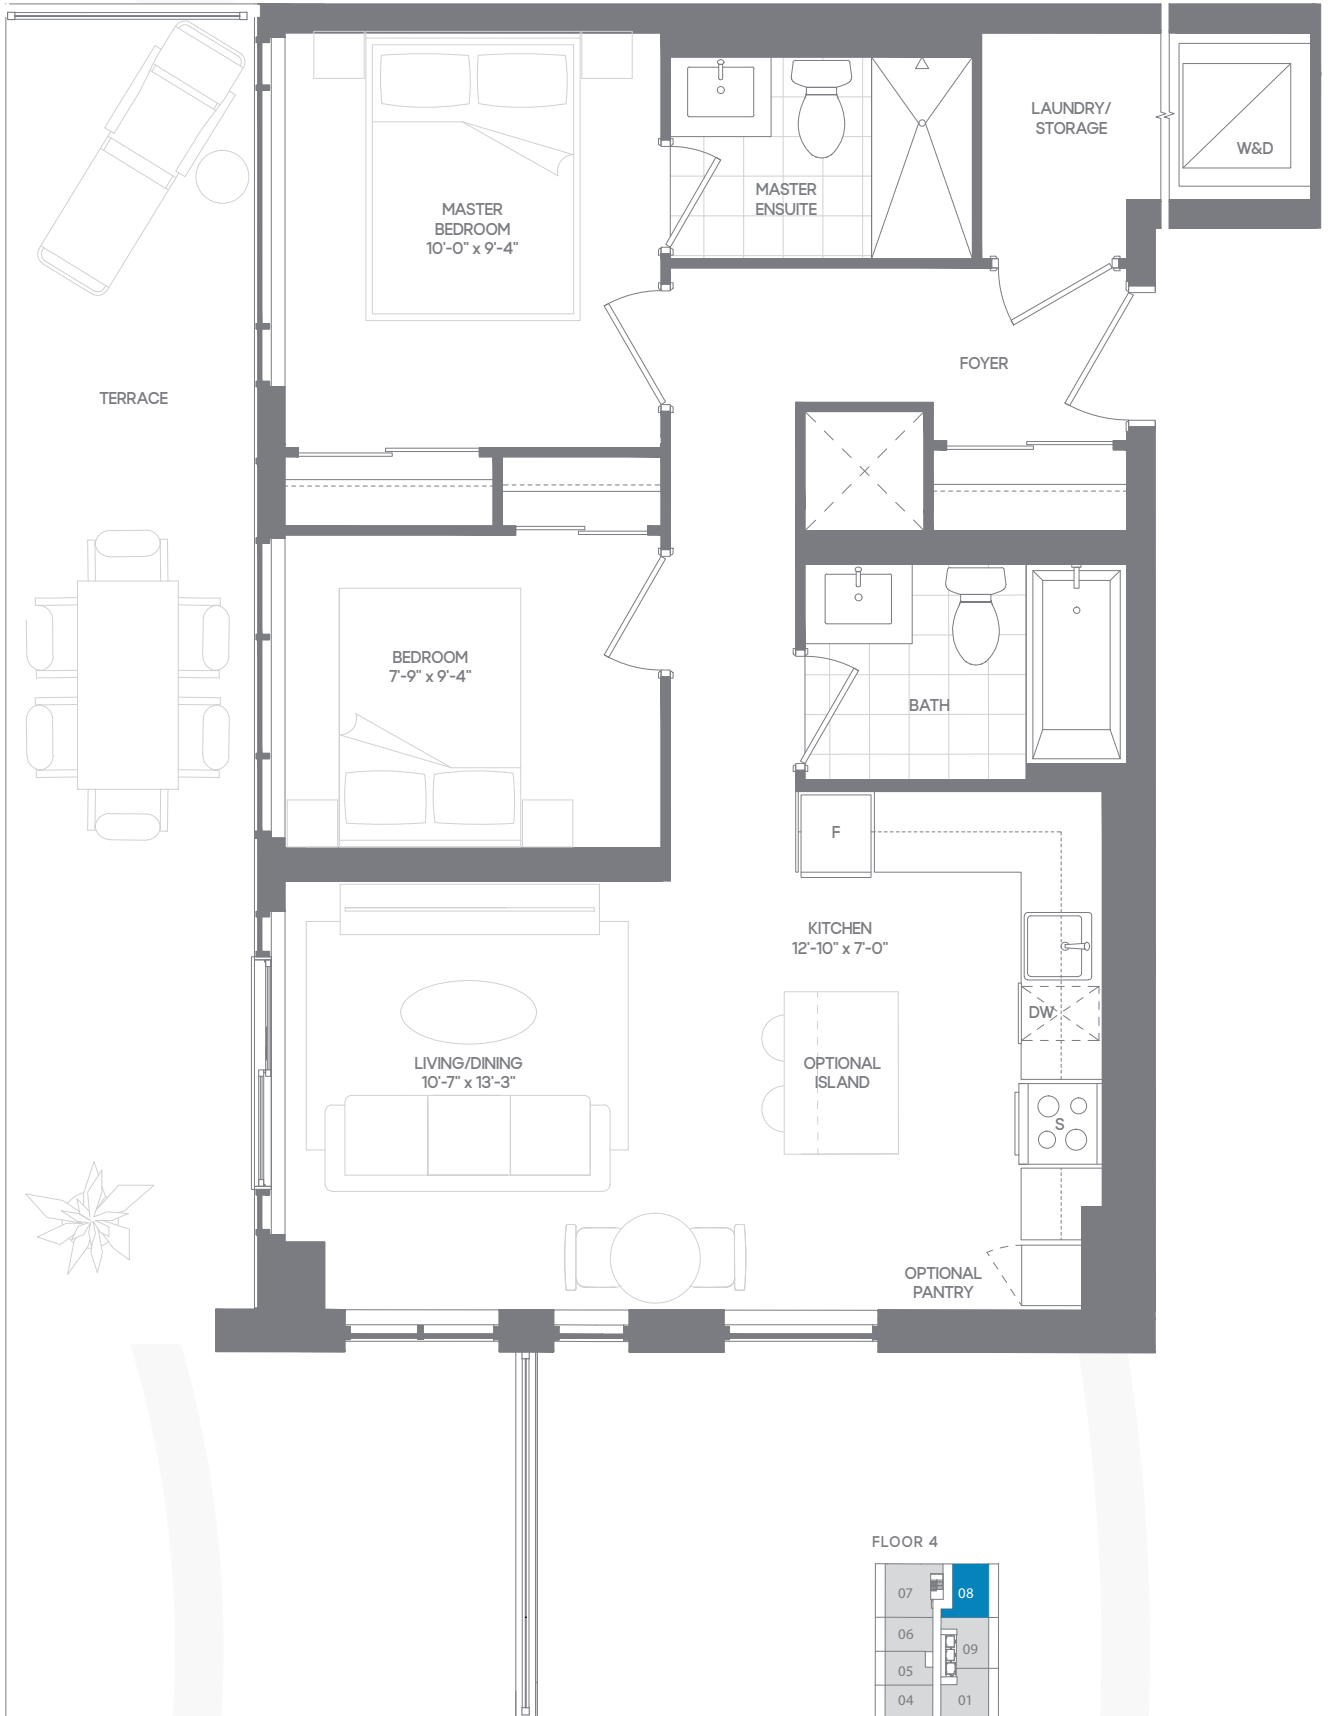 LAUNDRY/
STORAGE
W&D
MASTER
ENSUITE
MASTER
BEDROOM
10'-0" x 9'-4"
FOYER
TERRACE
BEDROOM
7'-9" x 9'-4"
BATH
F
KITCHEN
12'-10" x 7'-0"
DW
LIVING/DINING
10'-7" x 13'-3"
OPTIONAL
ISLAND
S
OPTIONAL
PANTRY
FLOOR 4
07
08
06
09
05
04
01